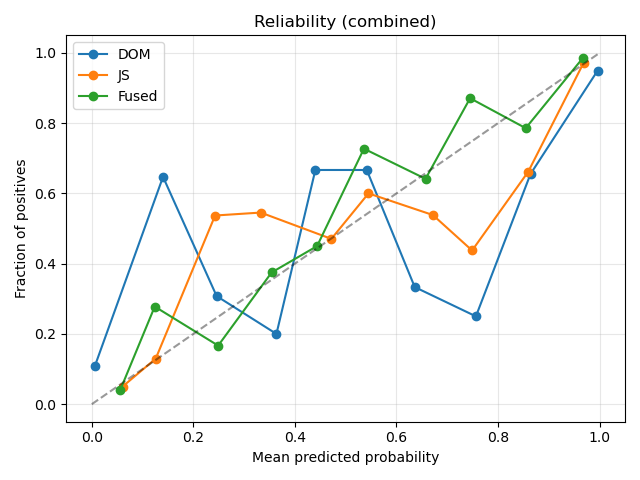 Reliability (combined)
DOM
JS
Fused
Fraction of positives
1.0
0.8
0.6
0.4
0.2
0.0
0.0 0.2 0.4 0.6 0.8 1.0
Mean predicted probability